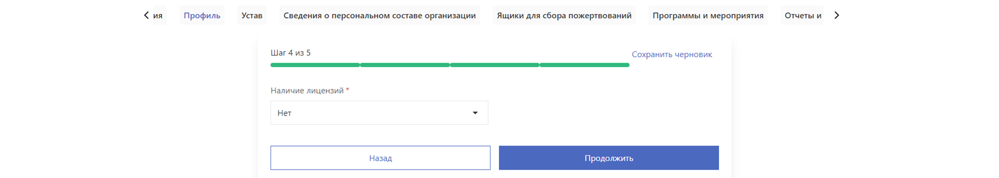 ия Профиль Устав Сведения о персональном составе организации Ящики для сбора пожертвований Программы и мероприятия Отчеты и
Шаг 4 из 5
Сохранить черновик
Наличие лицензий *
Нет
Назад Продолжить